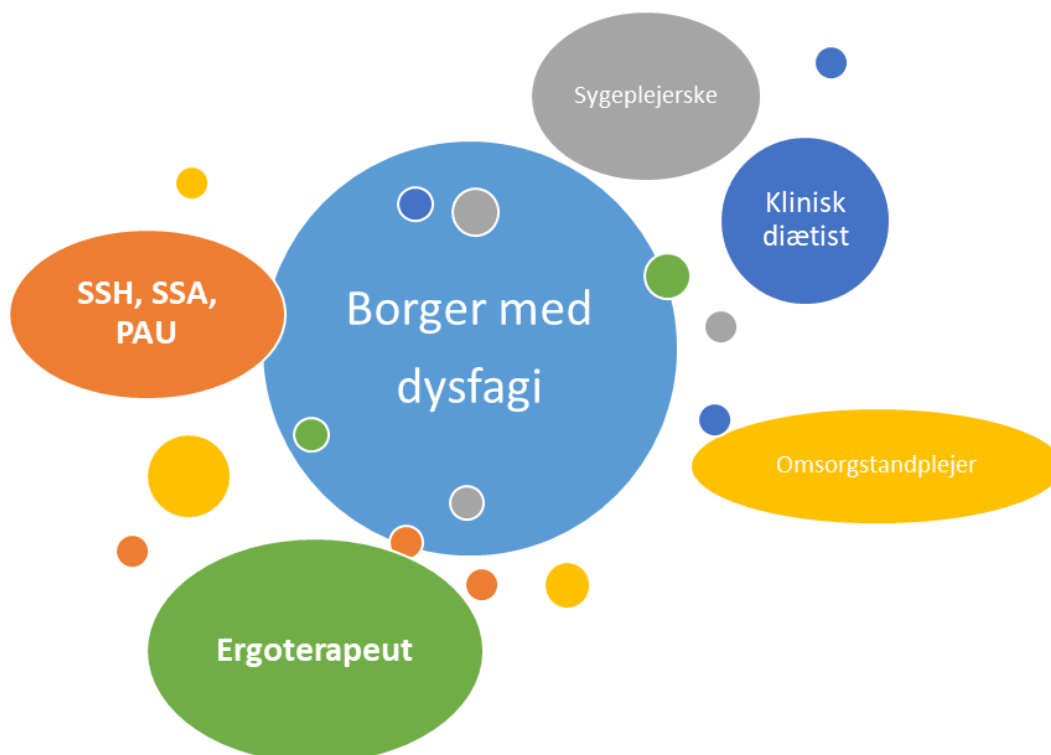 Sygeplejerske
Klinisk
diætist
SSH, SSA,
PAU
Borger med
dysfagi
Omsorgstandplejer
Ergoterapeut